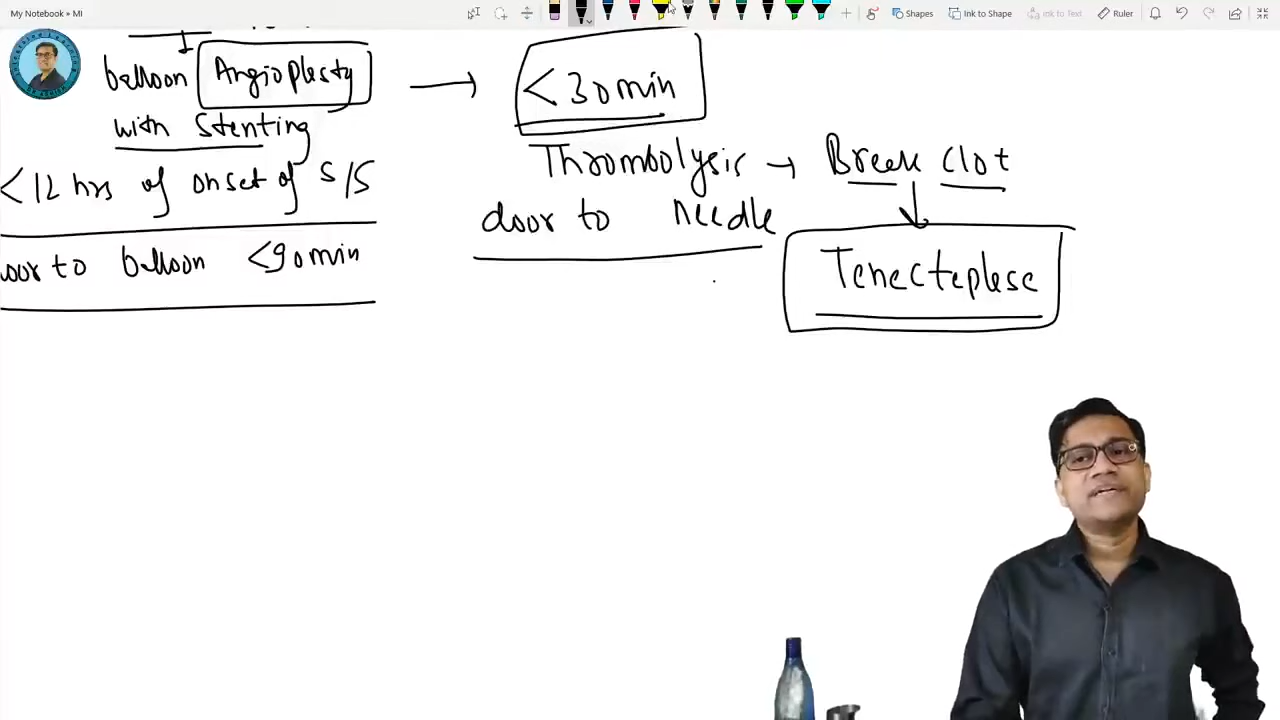 My Notebook » MI
Shapes
Ink to Shape
Ink to Text
Ruler
balloon Angioplasty
with Stenting
<12 hrs of onset of S/S
oor to balloon <90min
<30min
Thrombolysis → Break Clot
door to needle
Tenecteplase